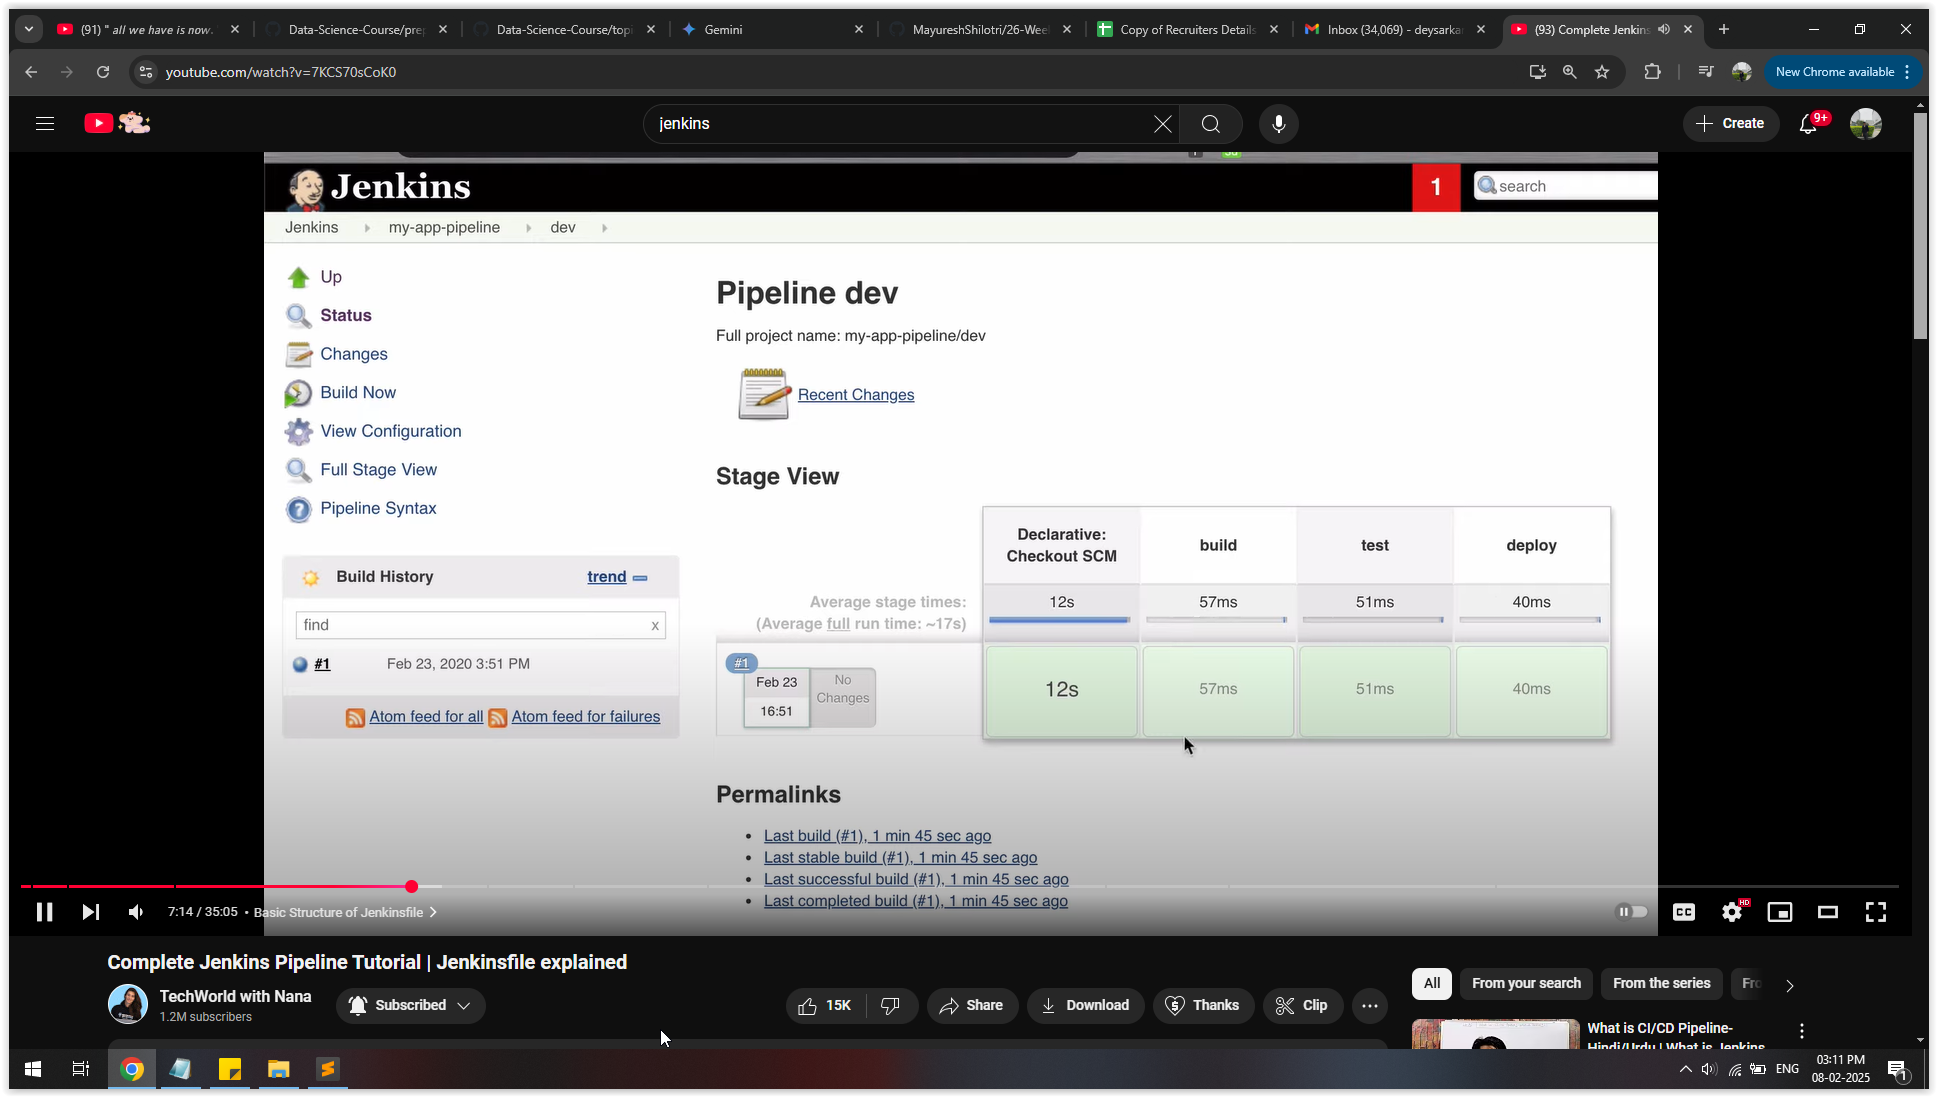 (91) " all we have is now.
Data-Science-Course/prep
Data-Science-Course/topi
Gemini
MayureshShilotri/26-Weel
Copy of Recruiters Details
Inbox (34,069) - deysarkar
(93) Complete Jenkins
youtube.com/watch?v=7KCS70sCoK0
New Chrome available
jenkins
Create
9+
Jenkins
1
search
Jenkins
my-app-pipeline
dev
Up
Status
Changes
Build Now
View Configuration
Full Stage View
Pipeline Syntax
Build History
trend
find
x
#1
Feb 23, 2020 3:51 PM
Atom feed for all
Atom feed for failures
Pipeline dev
Full project name: my-app-pipeline/dev
Recent Changes
Stage View
Declarative:
Checkout SCM
build
test
deploy
Average stage times:
(Average full run time: ~17s)
12s
57ms
51ms
40ms
#1
Feb 23
16:51
No
Changes
12s
57ms
51ms
40ms
Permalinks
Last build (#1), 1 min 45 sec ago
Last stable build (#1), 1 min 45 sec ago
Last successful build (#1), 1 min 45 sec ago
Last completed build (#1), 1 min 45 sec ago
7:14 / 35:05 • Basic Structure of Jenkinsfile
CC
HD
Complete Jenkins Pipeline Tutorial | Jenkinsfile explained
TechWorld with Nana
1.2M subscribers
Subscribed
15K
Share
Download
Thanks
Clip
All
From your search
From the series
Fro
What is CI/CD Pipeline-
Hindi/Urdu | What is Jenkins
ENG
03:11 PM
08-02-2025
1